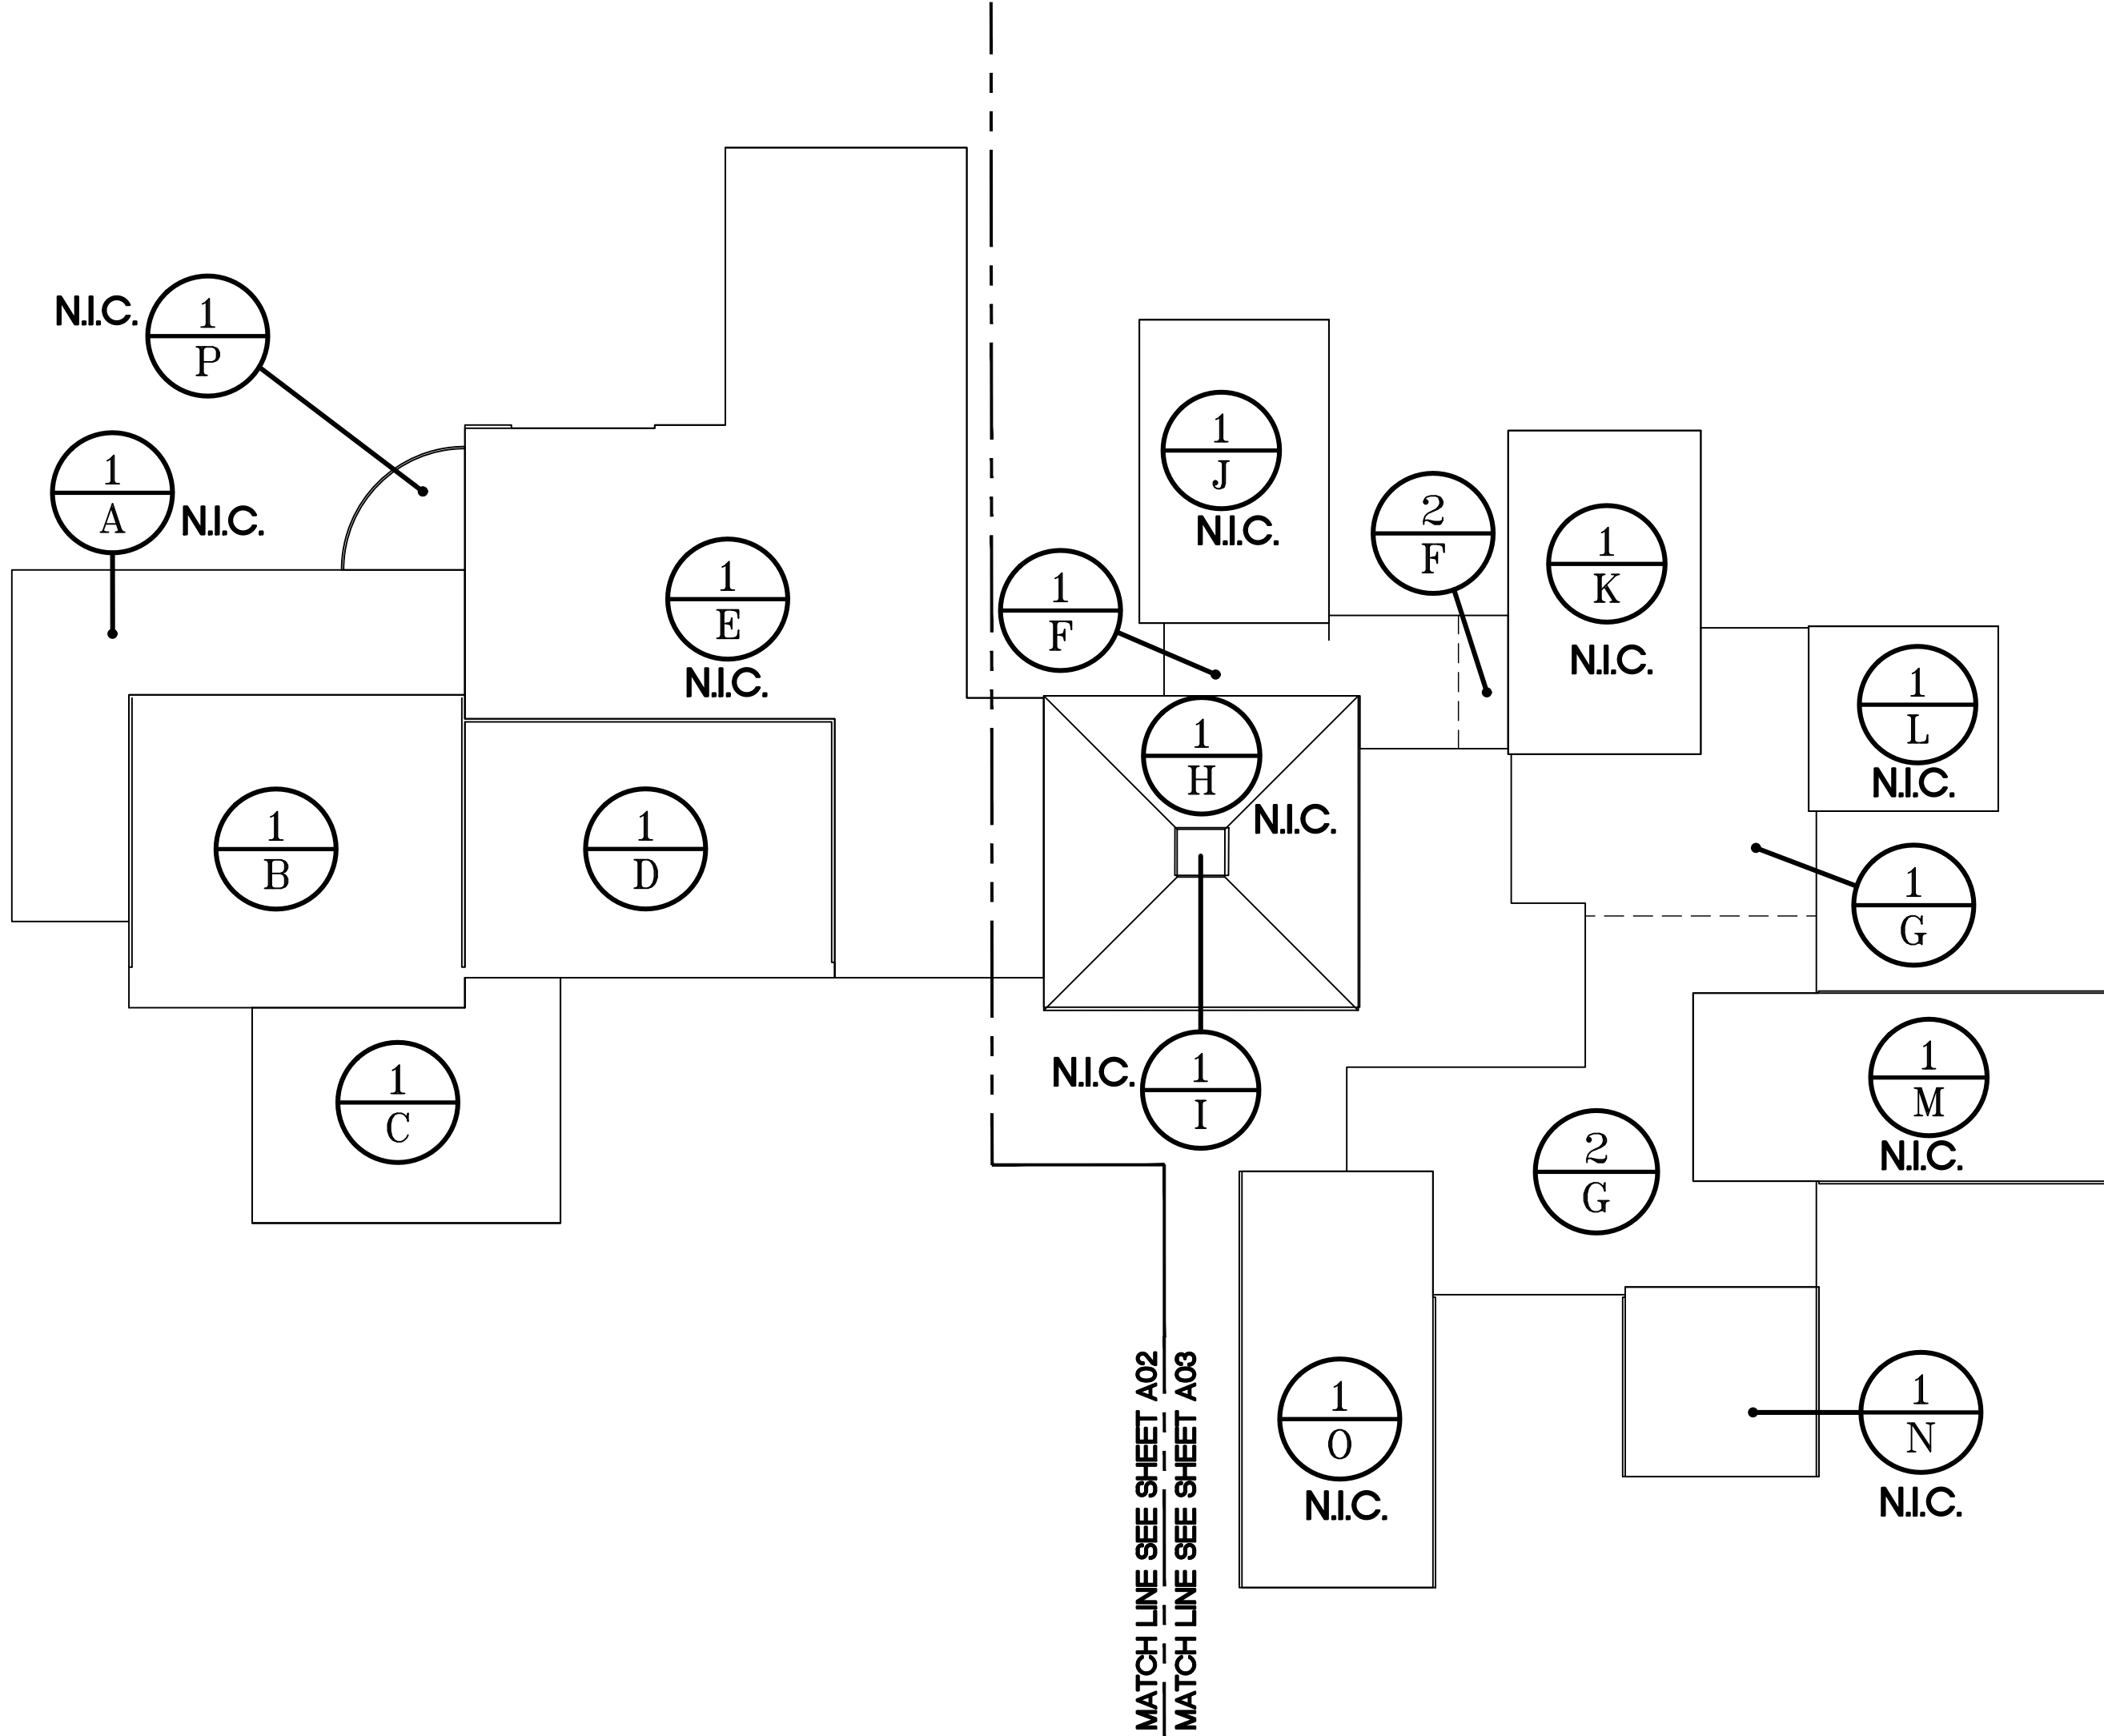 N.I.C.
1
P
1
A
N.I.C.
1
J
N.I.C.
2
F
1
K
N.I.C.
1
E
N.I.C.
1
F
1
L
N.I.C.
1
H
N.I.C.
1
B
1
D
1
G
1
C
N.I.C.
1
I
1
M
N.I.C.
2
G
1
O
N.I.C.
1
N
N.I.C.
MATCH LINE SEE SHEET A02
MATCH LINE SEE SHEET A03